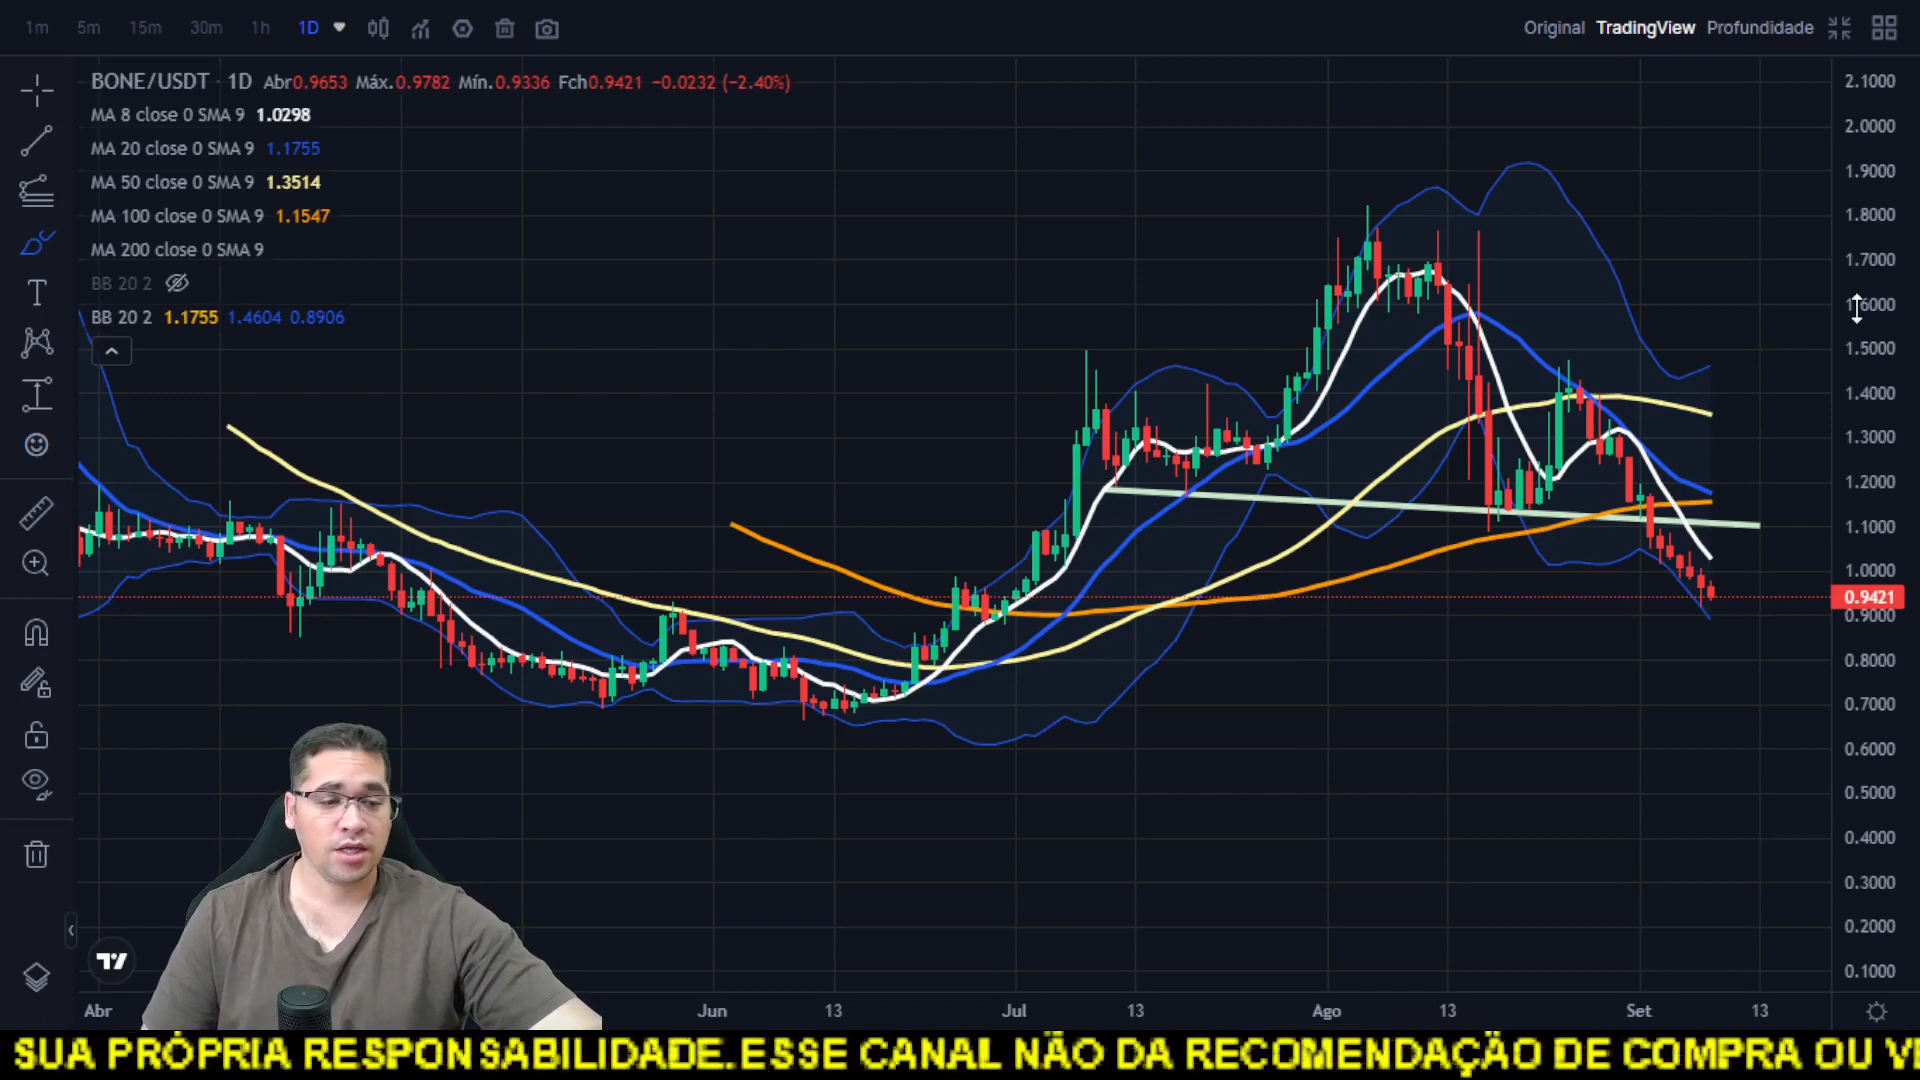 1m 5m 15m 30m 1h 1D Original TradingView Profundidade
BONE/USDT · 1D Abr0.9653 Máx.0.9782 Mín.0.9336 Fch0.9421 −0.0232 (−2.40%)
MA 8 close 0 SMA 9 1.0298
MA 20 close 0 SMA 9 1.1755
MA 50 close 0 SMA 9 1.3514
MA 100 close 0 SMA 9 1.1547
MA 200 close 0 SMA 9
BB 20 2
BB 20 2 1.1755 1.4604 0.8906
2.1000
2.0000
1.9000
1.8000
1.7000
1.6000
1.5000
1.4000
1.3000
1.2000
1.1000
1.0000
0.9421
0.9000
0.8000
0.7000
0.6000
0.5000
0.4000
0.3000
0.2000
0.1000
Abr Jun 13 Jul 13 Ago 13 Set 13
SUA PRÓPRIA RESPONSABILIDADE.ESSE CANAL NÃO DA RECOMENDAÇÃO DE COMPRA OU VE